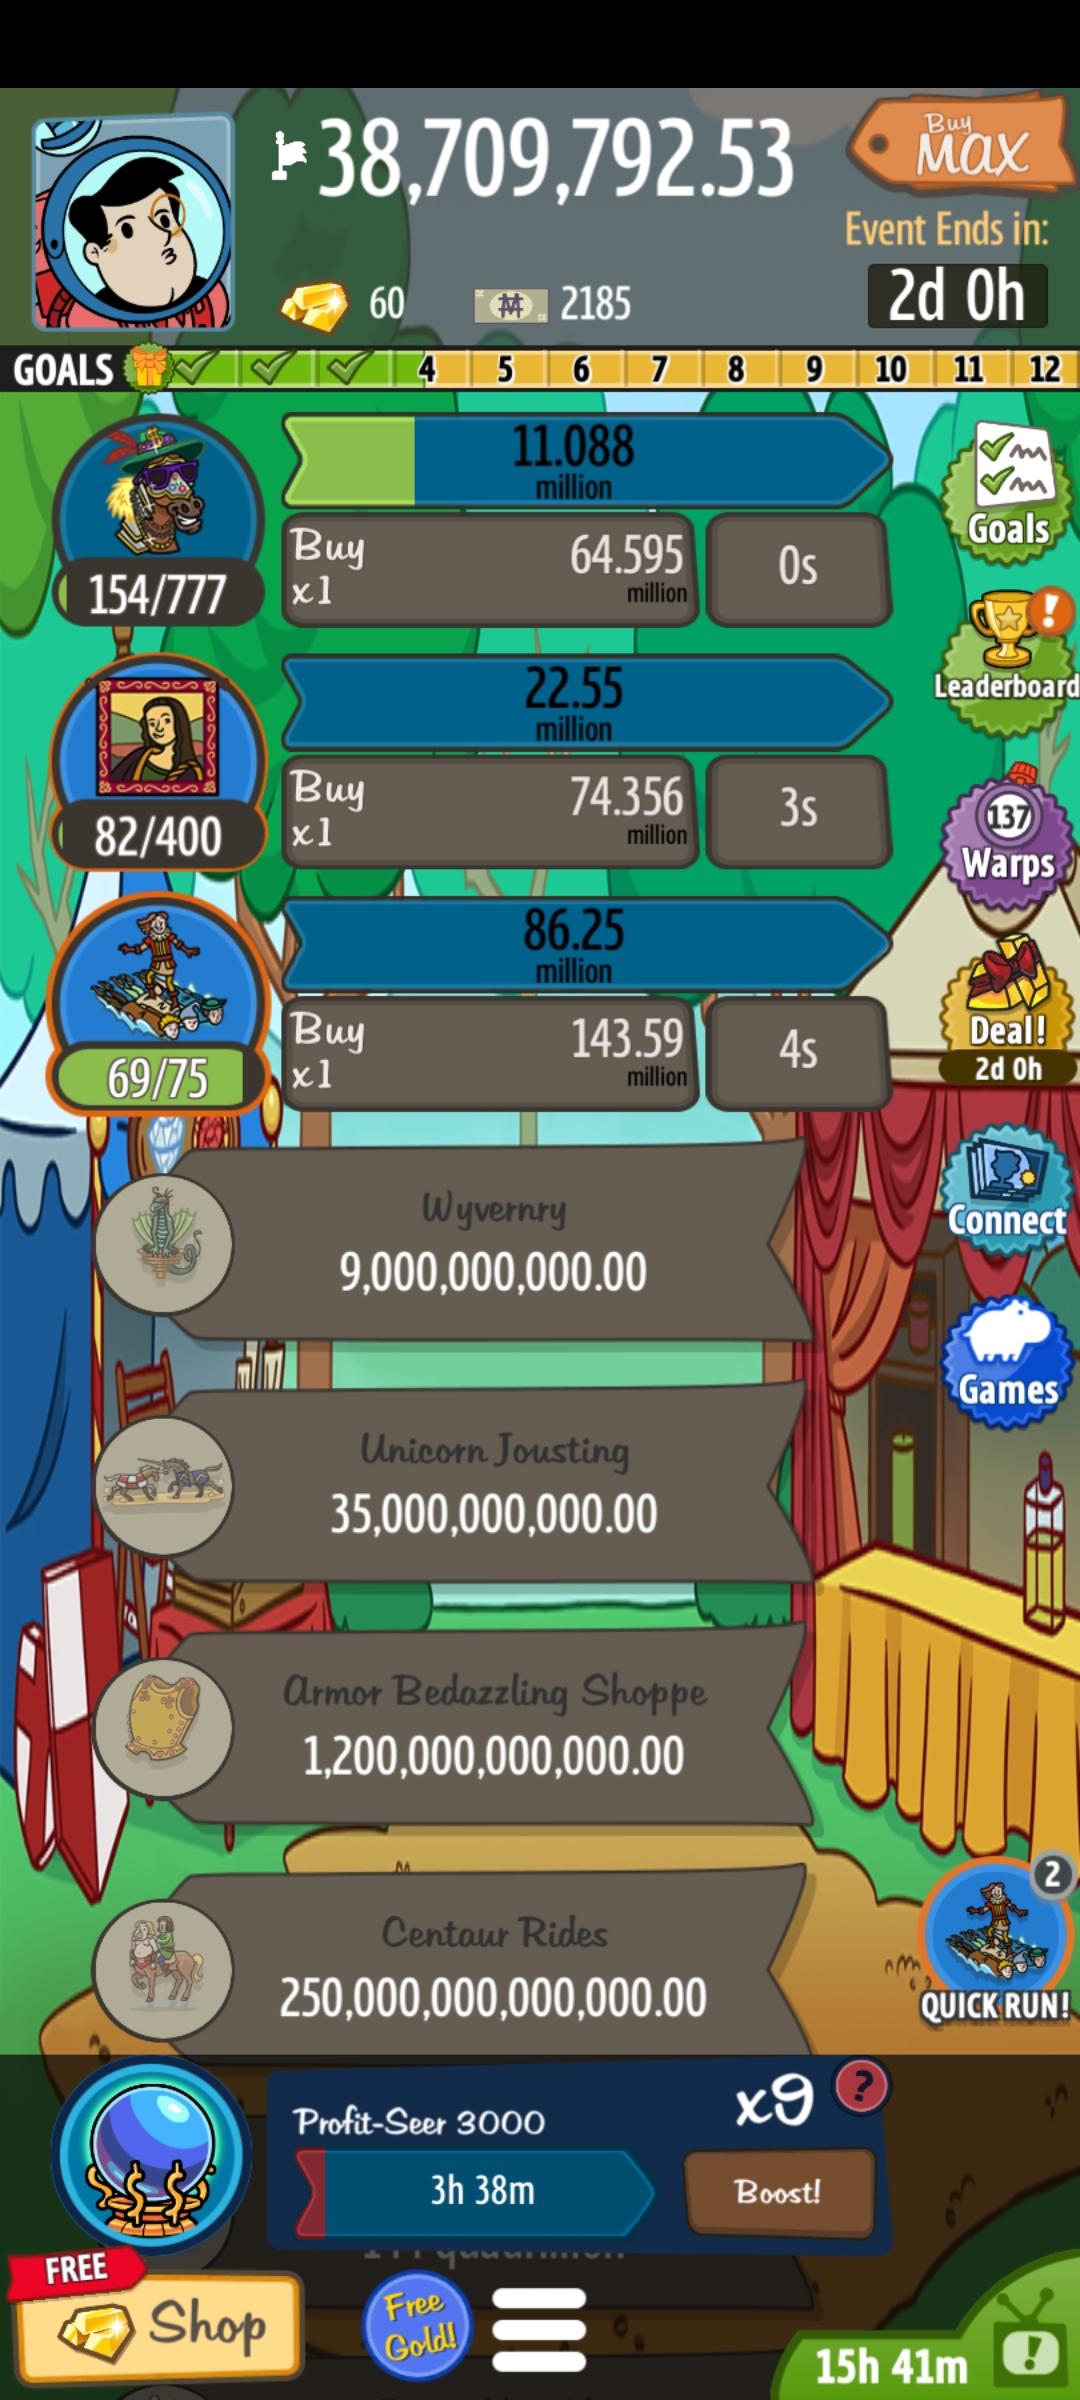 38,709,792.53
Buy
MAX
Event Ends in:
60
2185
2d 0h
GOALS
4 5 6 7 8 9 10 11 12
11.088
million
Buy
x1
64.595
million
0s
154/777
Goals
22.55
million
Leaderboard
Buy
x1
74.356
million
3s
82/400
137
Warps
86.25
million
Buy
x1
143.59
million
4s
69/75
Deal!
2d 0h
Wyvernry
9,000,000,000.00
Connect
Unicorn Jousting
35,000,000,000.00
Games
Armor Bedazzling Shoppe
1,200,000,000,000.00
Centaur Rides
250,000,000,000,000.00
2
QUICK RUN!
Profit-Seer 3000
x9
?
3h 38m
Boost!
FREE
Shop
Free
Gold!
15h 41m